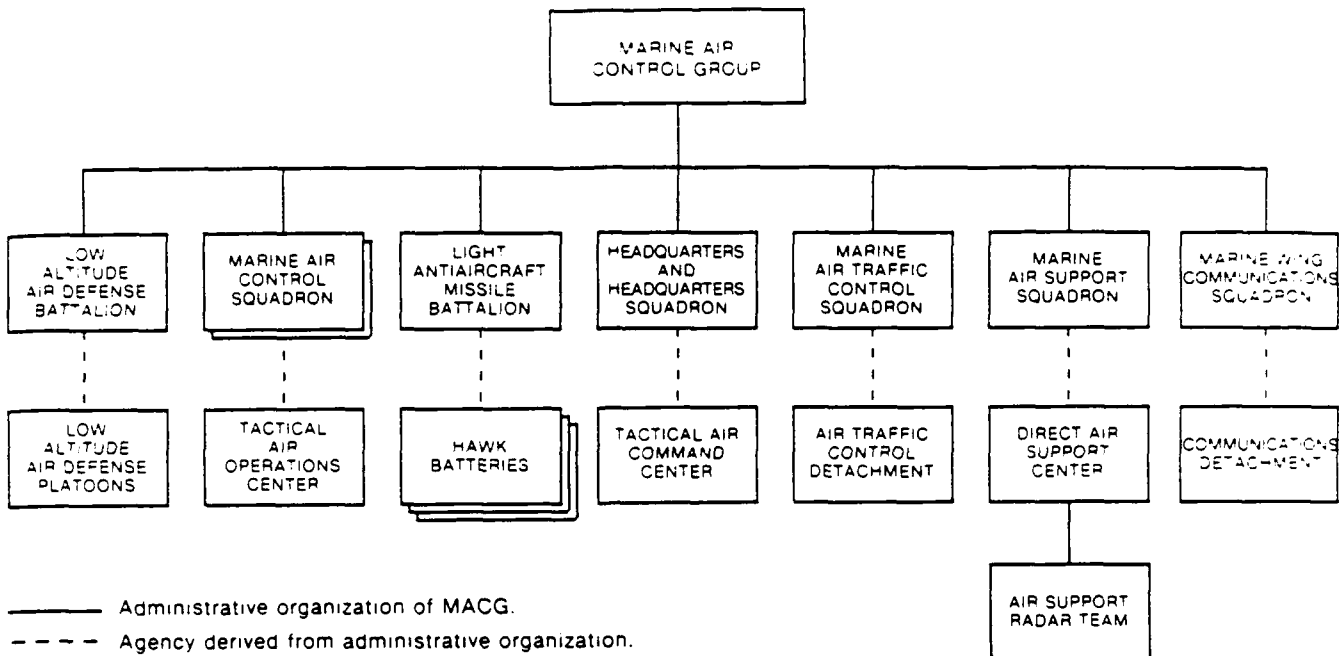 MARINE AIR
CONTROL GROUP
LOW
ALTITUDE
AIR DEFENSE
BATTALION
MARINE AIR
CONTROL
SQUADRON
LIGHT
ANTIAIRCRAFT
MISSILE
BATTALION
HEADQUARTERS
AND
HEADQUARTERS
SQUADRON
MARINE
AIR TRAFFIC
CONTROL
SQUADRON
MARINE
AIR SUPPORT
SQUADRON
MARINE WING
COMMUNICATIONS
SQUADRON
LOW
ALTITUDE
AIR DEFENSE
PLATOONS
TACTICAL
AIR
OPERATIONS
CENTER
HAWK
BATTERIES
TACTICAL AIR
COMMAND
CENTER
AIR TRAFFIC
CONTROL
DETACHMENT
DIRECT AIR
SUPPORT
CENTER
COMMUNICATIONS
DETACHMENT
AIR SUPPORT
RADAR TEAM
Administrative organization of MACG.
Agency derived from administrative organization.